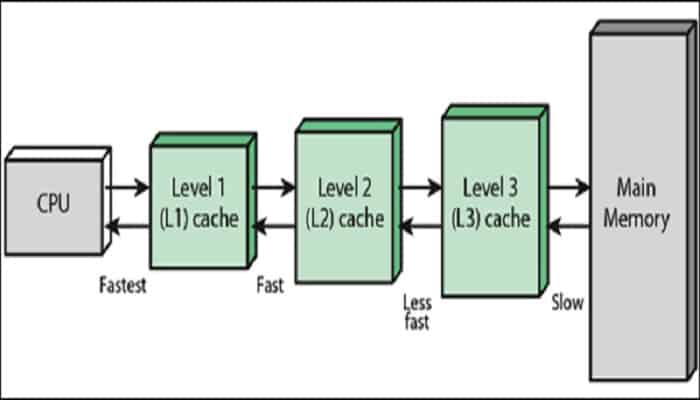 CPU
Level 1
(L1) cache
Level 2
(L2) cache
Level 3
(L3) cache
Main
Memory
Fastest
Fast
Less
fast
Slow